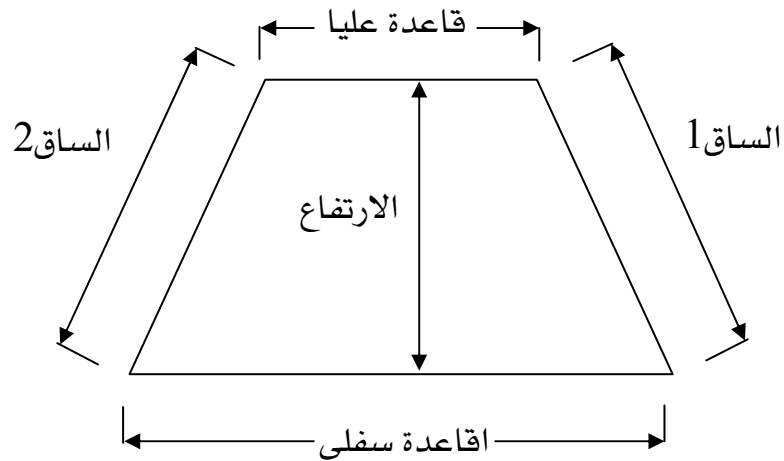 قاعدة عليا
الساق1
الساق2
الارتفاع
اقاعدة سفلى